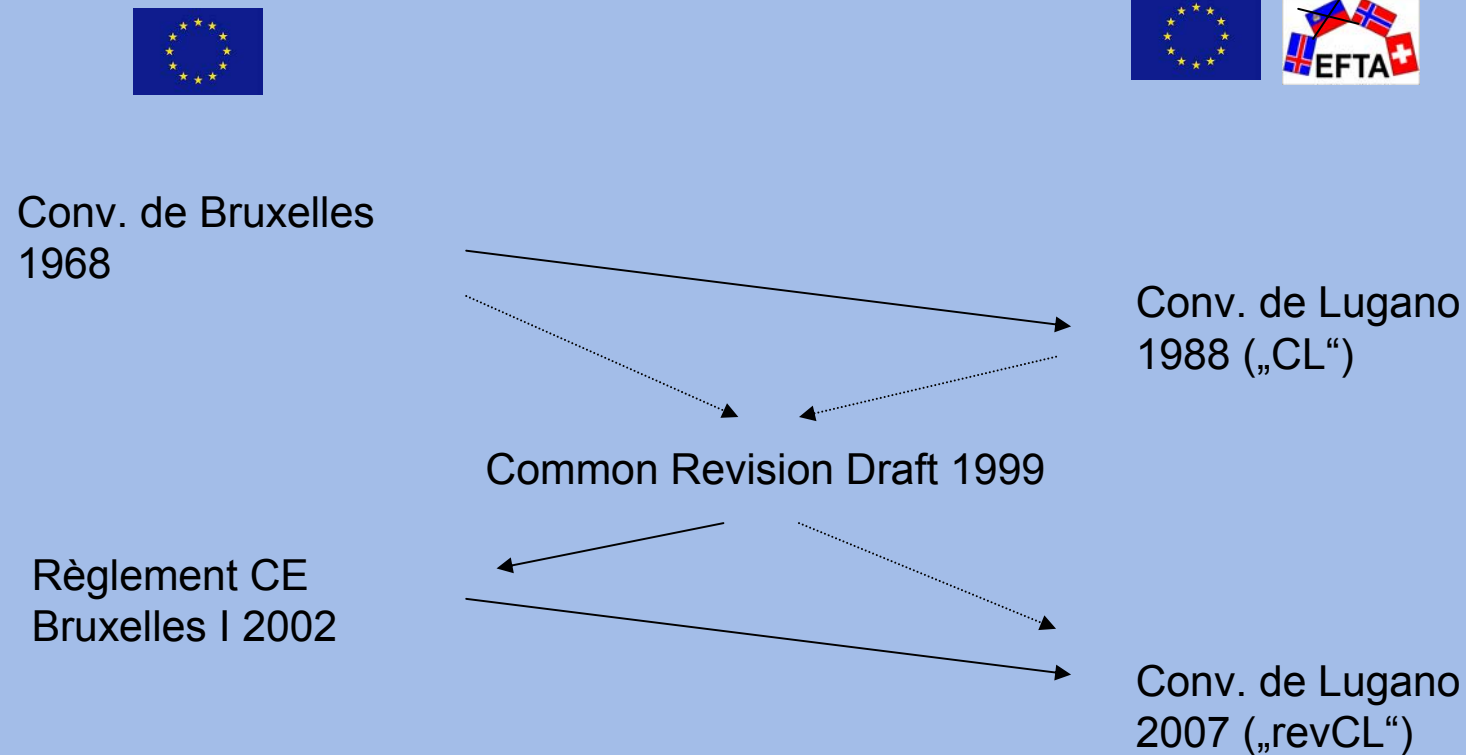 EFTA
Conv. de Bruxelles
1968
Conv. de Lugano
1988 („CL“)
Common Revision Draft 1999
Règlement CE
Bruxelles I 2002
Conv. de Lugano
2007 („revCL“)